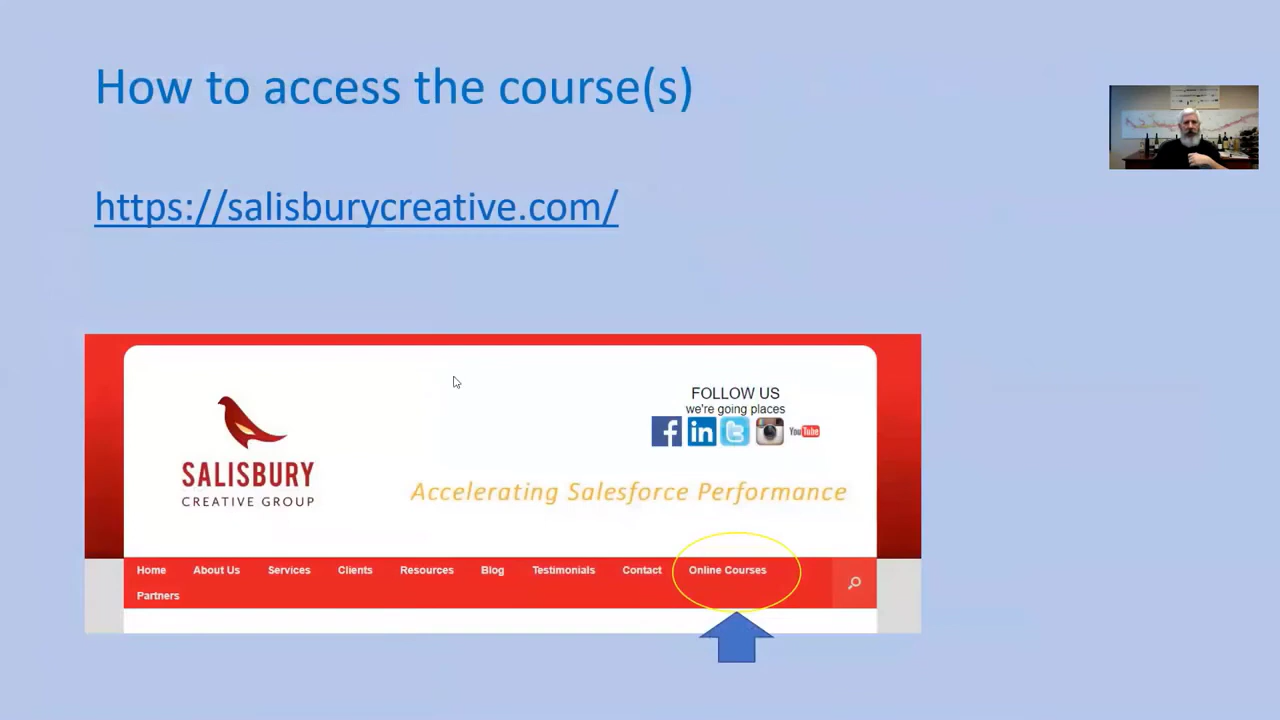 How to access the course(s)
https://salisburycreative.com/
FOLLOW US
we're going places
YouTube
SALISBURY
CREATIVE GROUP
Accelerating Salesforce Performance
Home About Us Services Clients Resources Blog Testimonials Contact Online Courses
Partners